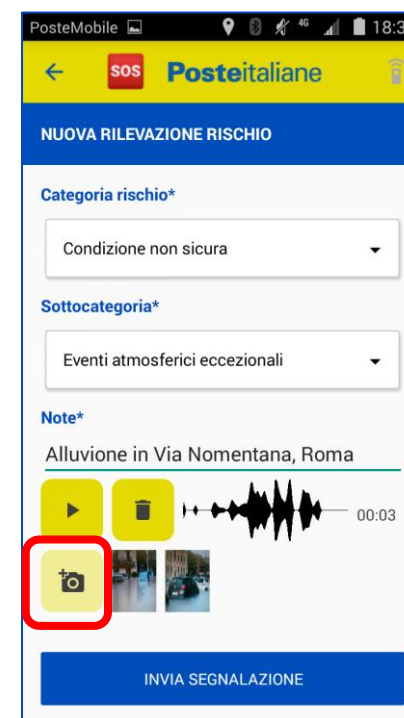 PosteMobile 4G 18:3
SOS Posteitaliane
NUOVA RILEVAZIONE RISCHIO
Categoria rischio*
Condizione non sicura
Sottocategoria*
Eventi atmosferici eccezionali
Note*
Alluvione in Via Nomentana, Roma
00:03
INVIA SEGNALAZIONE